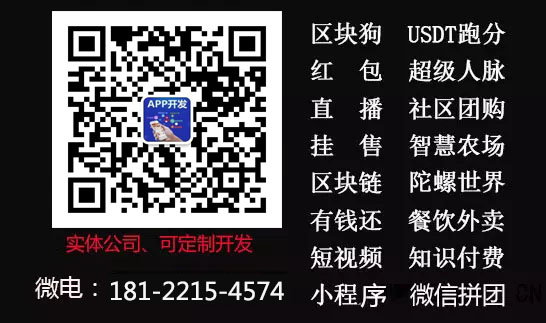 APP开发
实体公司、可定制开发
微电：181-2215-4574
区块狗 USDT跑分
红包 超级人脉
直播 社区团购
挂售 智慧农场
区块链 陀螺世界
有钱还 餐饮外卖
短视频 知识付费
小程序 微信拼团
CN